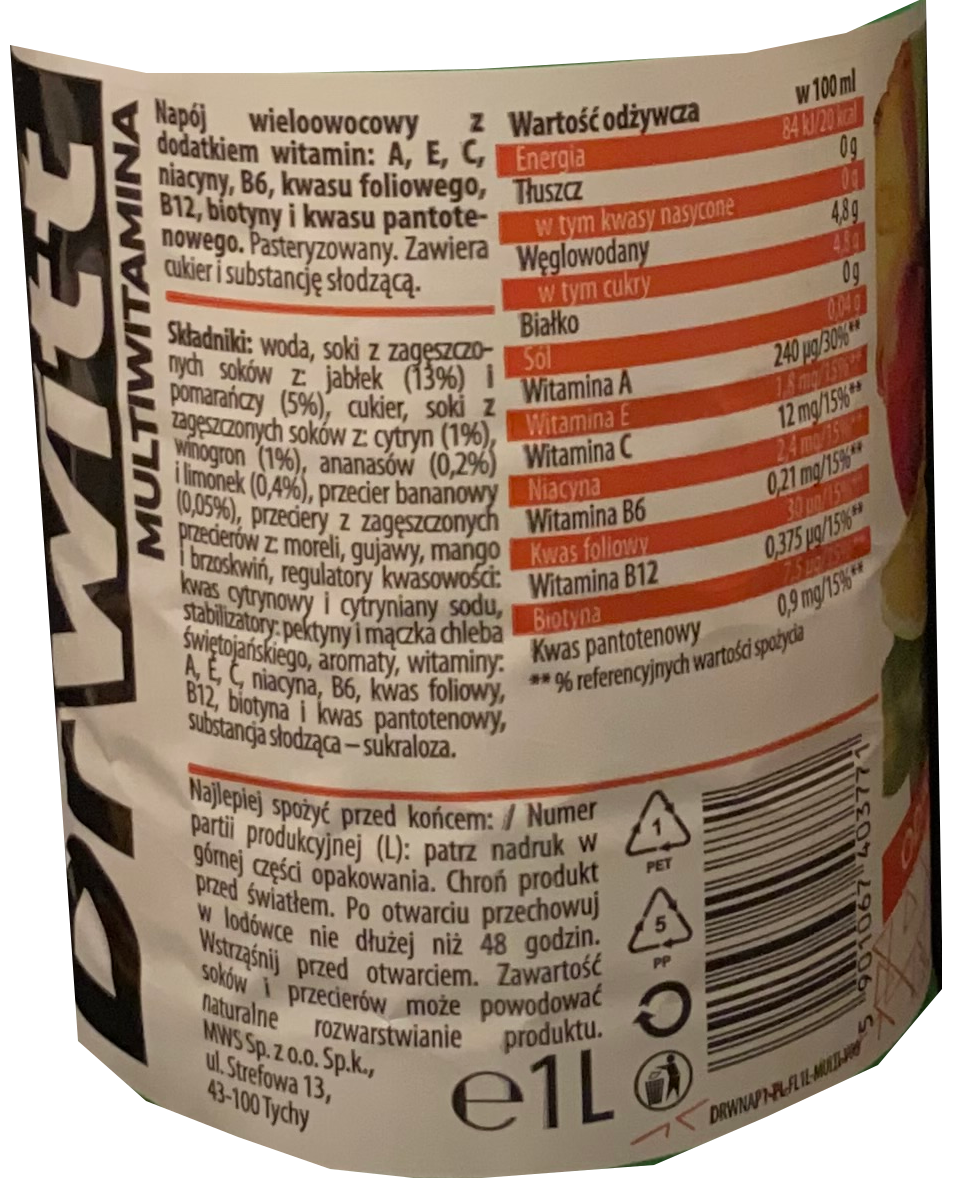 DrWitt
MULTIWITAMINA
Napój wieloowocowy z
dodatkiem witamin: A, E, C,
niacyny, B6, kwasu foliowego,
B12, biotyny i kwasu pantote-
nowego. Pasteryzowany. Zawiera
cukier i substancję słodzącą.
Składniki: woda, soki z zagęszczo-
nych soków z: jabłek (13%) i
pomarańczy (5%), cukier, soki z
zagęszczonych soków z: cytryn (1%),
winogron (1%), ananasów (0,2%)
i limonek (0,4%), przecier bananowy
(0,05%), przeciery z zagęszczonych
przecierów z: moreli, gujawy, mango
i brzoskwiń, regulatory kwasowości:
kwas cytrynowy i cytryniany sodu,
stabilizatory: pektyny i mączka chleba
świętojańskiego, aromaty, witaminy:
A, E, C, niacyna, B6, kwas foliowy,
B12, biotyna i kwas pantotenowy,
substancja słodząca – sukraloza.
Wartość odżywcza w 100 ml
Energia 84 kJ/20 kcal
Tłuszcz 0 g
w tym kwasy nasycone 0 g
Węglowodany 4,8 g
w tym cukry 4,8 g
Białko 0 g
Sól 0,04 g
Witamina A 240 µg/30%**
Witamina E 1,8 mg/15%**
Witamina C 12 mg/15%**
Niacyna 2,4 mg/15%**
Witamina B6 0,21 mg/15%**
Kwas foliowy 30 µg/15%**
Witamina B12 0,375 µg/15%**
Biotyna 7,5 µg/15%**
Kwas pantotenowy 0,9 mg/15%**
** % referencyjnych wartości spożycia
Najlepiej spożyć przed końcem: / Numer
partii produkcyjnej (L): patrz nadruk w
górnej części opakowania. Chroń produkt
przed światłem. Po otwarciu przechowuj
w lodówce nie dłużej niż 48 godzin.
Wstrząśnij przed otwarciem. Zawartość
soków i przecierów może powodować
naturalne rozwarstwianie produktu.
MWS Sp. z o.o. Sp.k.,
ul. Strefowa 13,
43-100 Tychy
e 1L
1
PET
5
PP
5 901067 403771